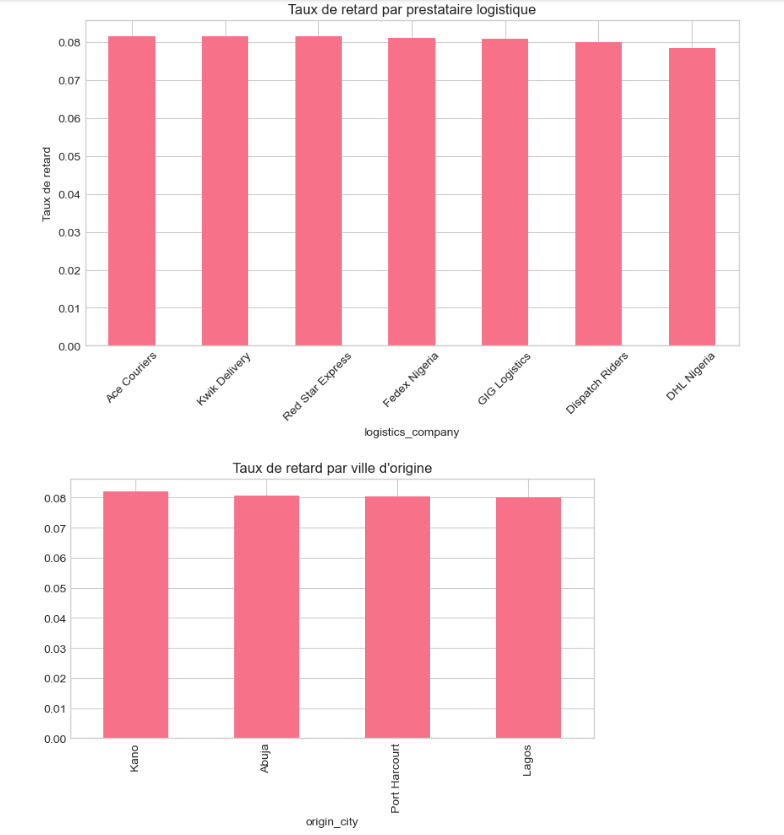 Taux de retard par prestataire logistique
Taux de retard
0.08
0.07
0.06
0.05
0.04
0.03
0.02
0.01
0.00
Ace Couriers
Kwik Delivery
Red Star Express
Fedex Nigeria
GIG Logistics
Dispatch Riders
DHL Nigeria
logistics_company
Taux de retard par ville d'origine
0.08
0.07
0.06
0.05
0.04
0.03
0.02
0.01
0.00
Kano
Abuja
Port Harcourt
Lagos
origin_city